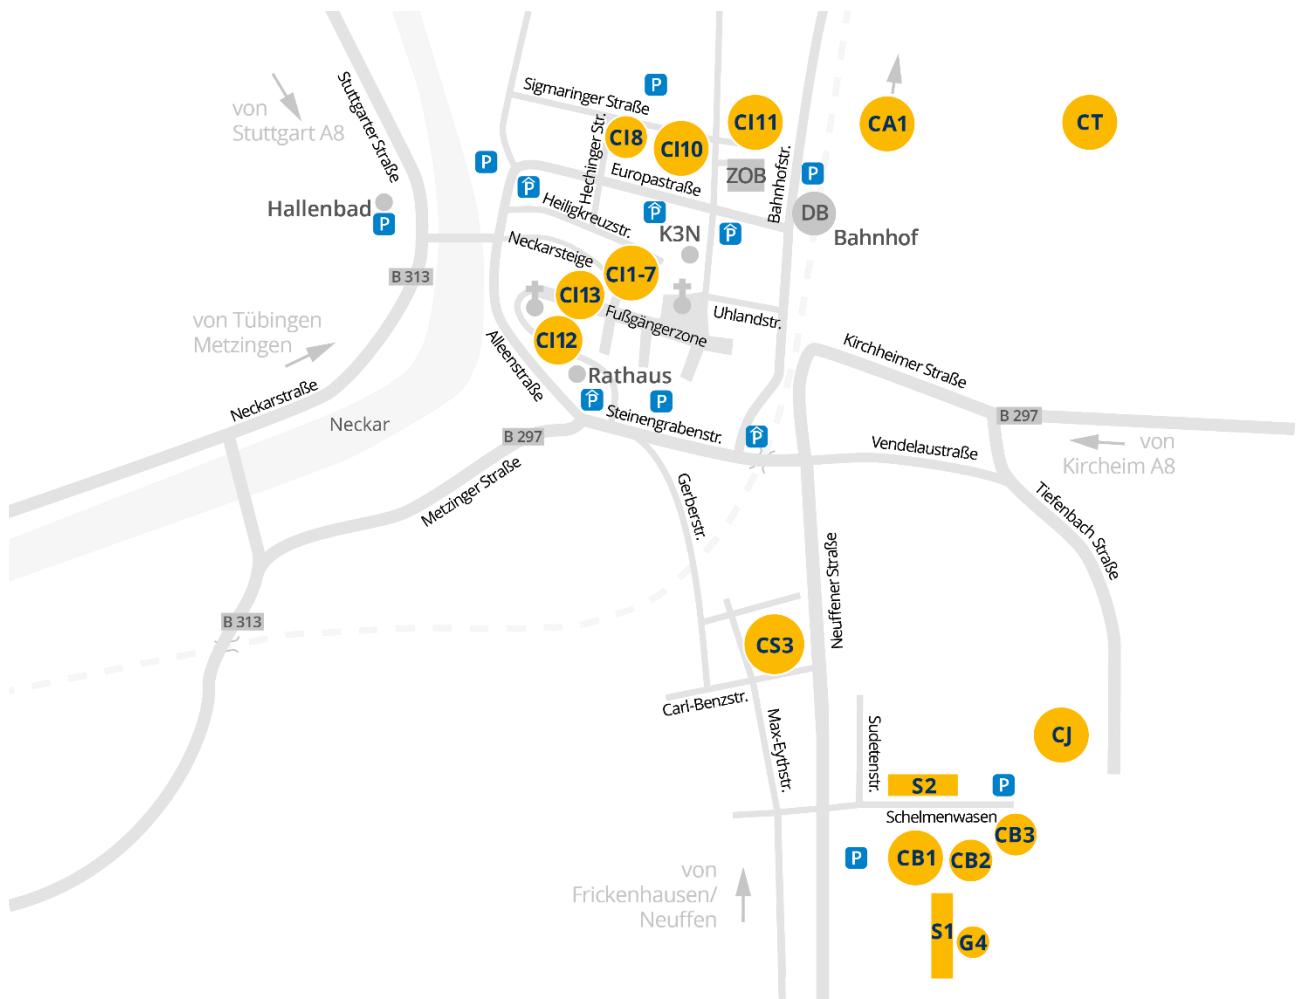 Stuttgarter Straße
von
Stuttgart A8
Sigmaringer Straße
P
CI8
CI10
CI11
CA1
CT
Hechinger Str.
P
P
Europastraße
ZOB
Bahnhofstr.
P
Hallenbad
P
Heiligkreuzstr.
P
K3N
P
DB
Bahnhof
Neckarsteige
B 313
CI1-7
CI13
von Tübingen
Metzingen
Fußgängerzone
Uhlandstr.
CI12
Alleenstraße
Rathaus
Kirchheimer Straße
Neckarstraße
Neckar
P
P
Steinengrabenstr.
B 297
P
B 297
Vendelaustraße
von
Kircheim A8
Metzinger Straße
Gerberstr.
Tiefenbach Straße
Neuffener Straße
B 313
CS3
Carl-Benzstr.
Max-Eythstr.
Sudetenstr.
CJ
S2
P
Schelmenwasen
CB3
P
CB1
CB2
von
Frickenhausen/
Neuffen
S1
G4